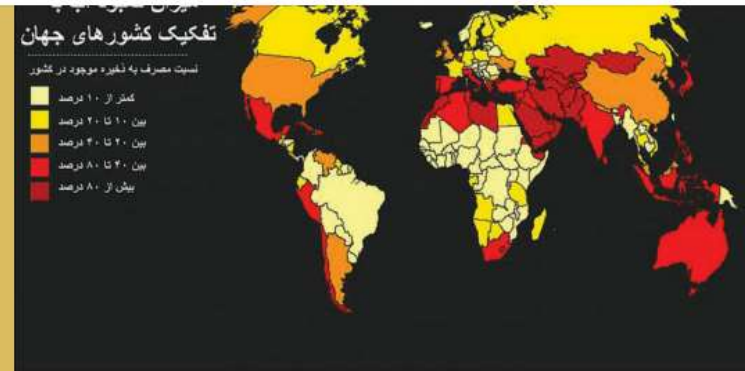 تفکیک کشورهای جهان
نسبت مصرف به ذخیره موجود در کشور
کمتر از ۱۰ درصد
بین ۱۰ تا ۲۰ درصد
بین ۲۰ تا ۴۰ درصد
بین ۴۰ تا ۸۰ درصد
بیش از ۸۰ درصد